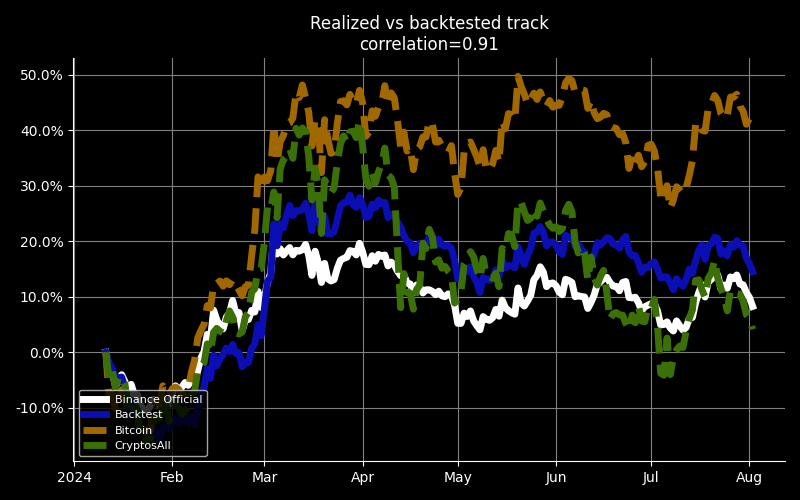 Realized vs backtested track
correlation=0.91
50.0%
40.0%
30.0%
20.0%
10.0%
0.0%
-10.0%
Binance Official
Backtest
Bitcoin
CryptosAll
2024 Feb Mar Apr May Jun Jul Aug